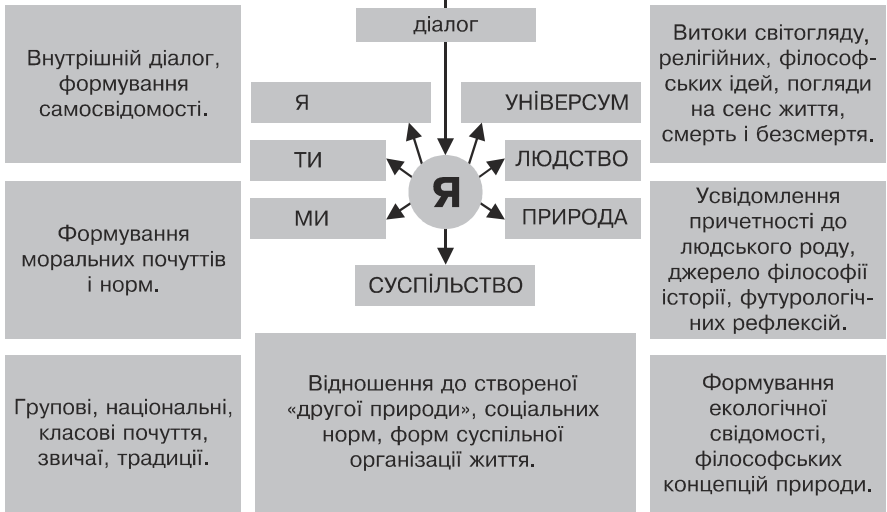 діалог
Внутрішній діалог,
формування
самосвідомості.
Я
УНІВЕРСУМ
Витоки світогляду,
релігійних, філософ-
ських ідей, погляди
на сенс життя,
смерть і безсмертя.
ТИ
ЛЮДСТВО
Я
МИ
ПРИРОДА
Формування
моральних почуттів
і норм.
Усвідомлення
причетності до
людського роду,
джерело філософії
історії, футурологіч-
них рефлексій.
СУСПІЛЬСТВО
Групові, національні,
класові почуття,
звичаї, традиції.
Відношення до створеної
«другої природи», соціальних
норм, форм суспільної
організації життя.
Формування
екологічної
свідомості,
філософських
концепцій природи.